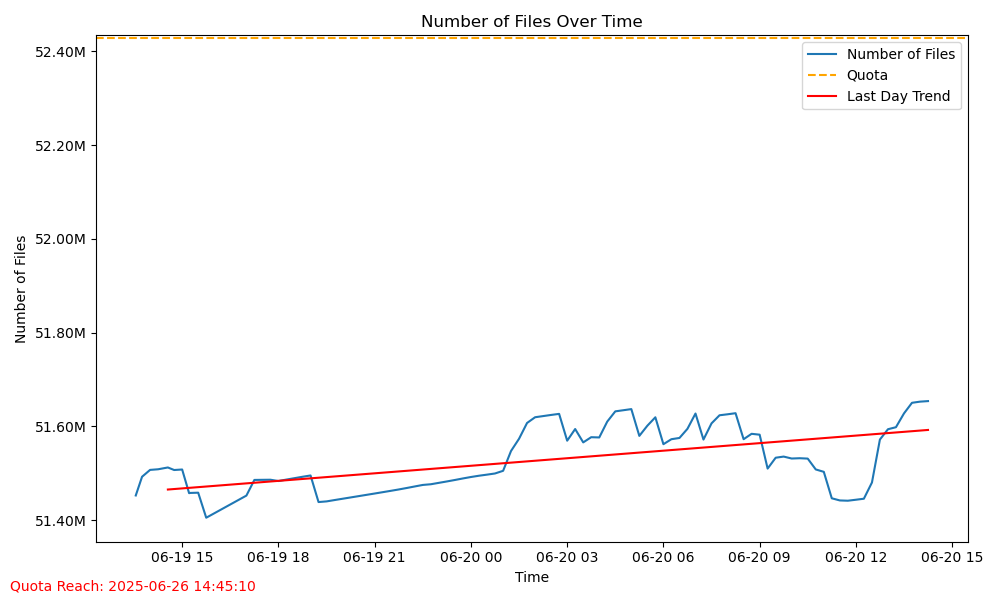 Number of Files Over Time
52.40M
52.20M
52.00M
51.80M
51.60M
51.40M
Number of Files
Number of Files
Quota
Last Day Trend
06-19 15
06-19 18
06-19 21
06-20 00
06-20 03
06-20 06
06-20 09
06-20 12
06-20 15
Time
Quota Reach: 2025-06-26 14:45:10